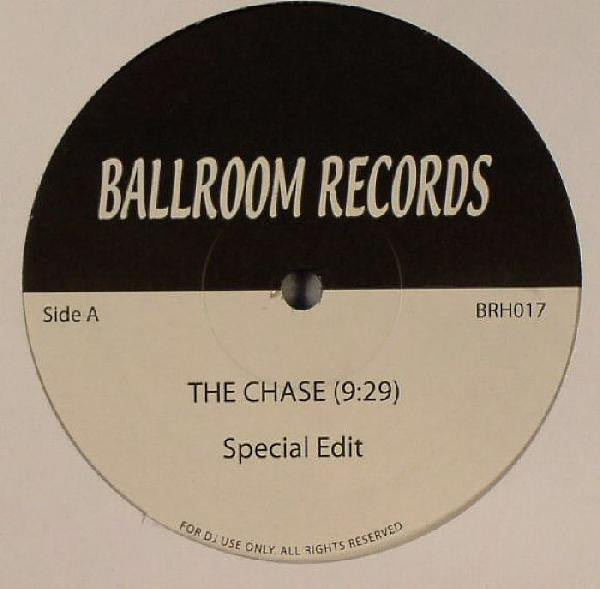 BALLROOM RECORDS
Side A
BRH017
THE CHASE (9:29)
Special Edit
FOR DJ USE ONLY. ALL RIGHTS RESERVED